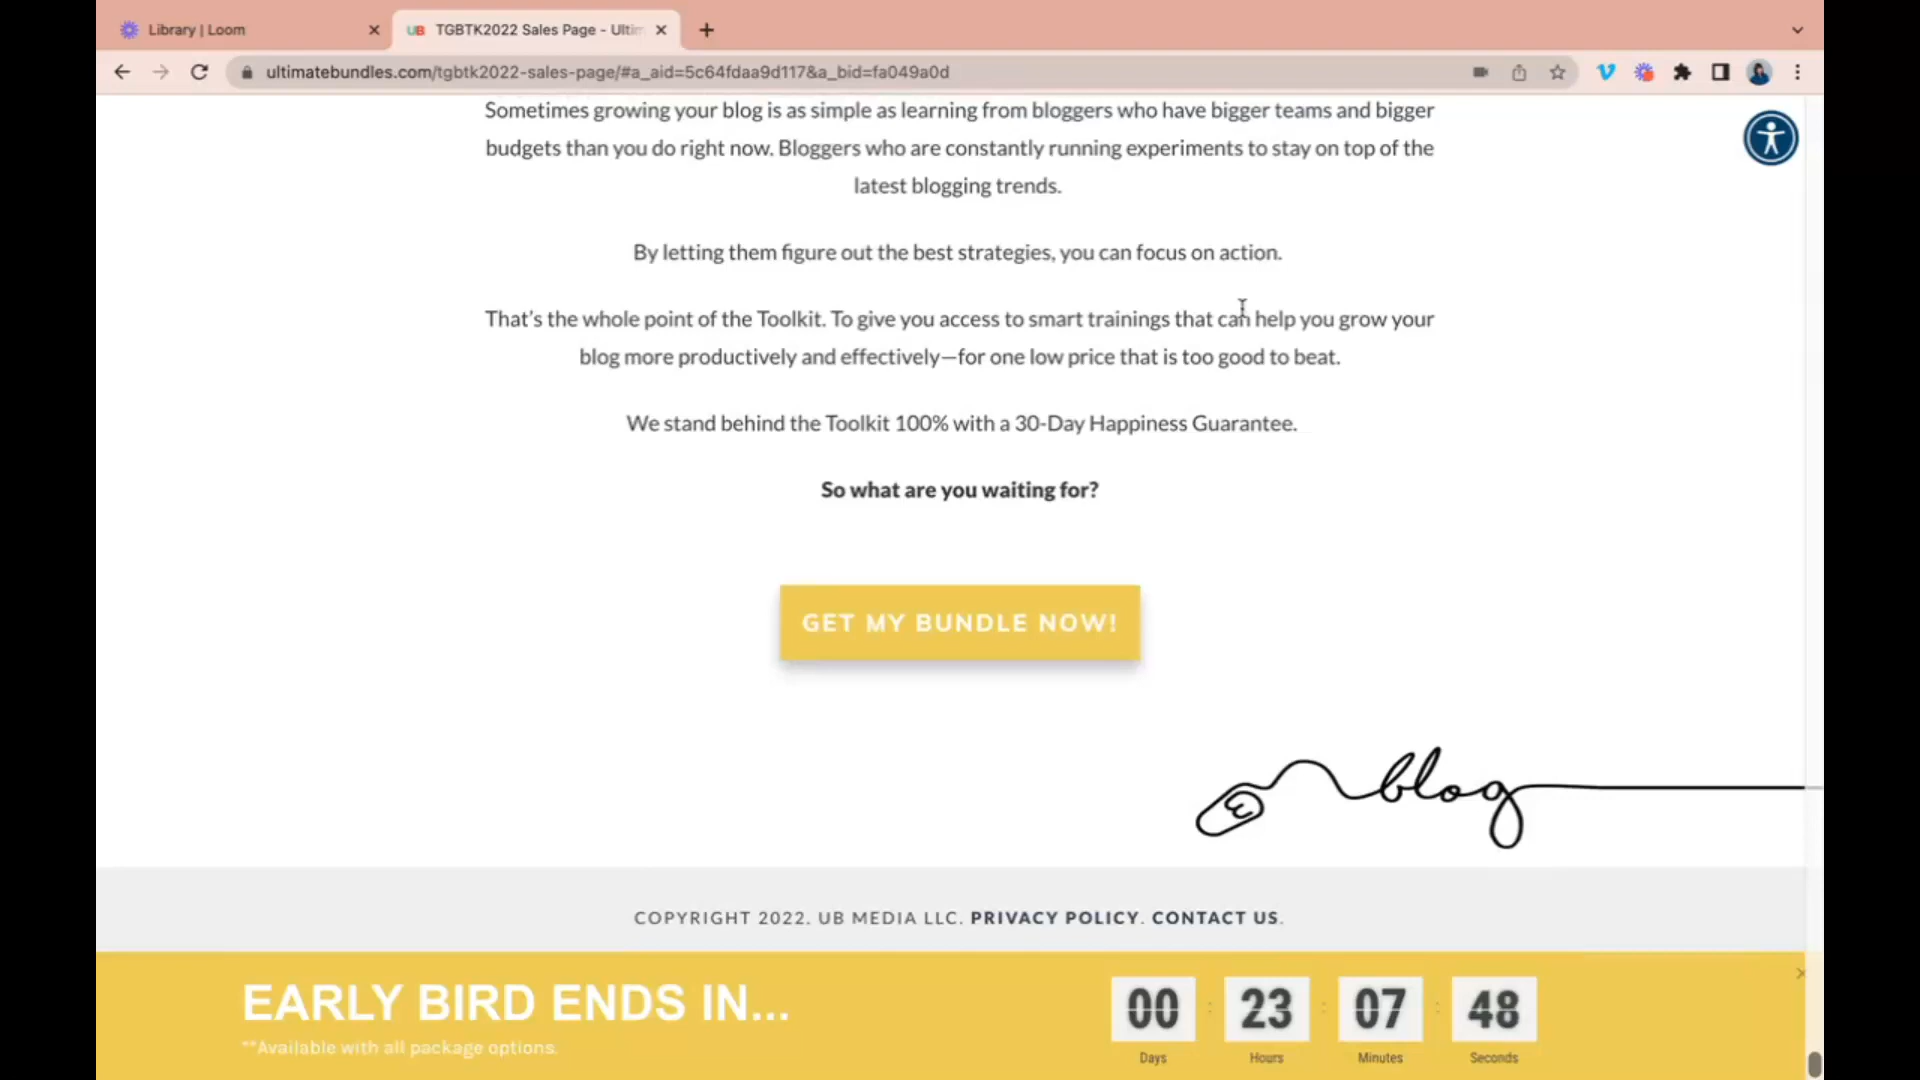 Library | Loom
UB TGBTK2022 Sales Page - Ultim
ultimatebundles.com/tgbtk2022-sales-page/#a_aid=5c64fdaa9d117&a_bid=fa049a0d
Sometimes growing your blog is as simple as learning from bloggers who have bigger teams and bigger
budgets than you do right now. Bloggers who are constantly running experiments to stay on top of the
latest blogging trends.
By letting them figure out the best strategies, you can focus on action.
That's the whole point of the Toolkit. To give you access to smart trainings that can help you grow your
blog more productively and effectively—for one low price that is too good to beat.
We stand behind the Toolkit 100% with a 30-Day Happiness Guarantee.
So what are you waiting for?
GET MY BUNDLE NOW!
blog
COPYRIGHT 2022. UB MEDIA LLC. PRIVACY POLICY. CONTACT US.
EARLY BIRD ENDS IN...
**Available with all package options.
00 : 23 : 07 : 48
Days Hours Minutes Seconds